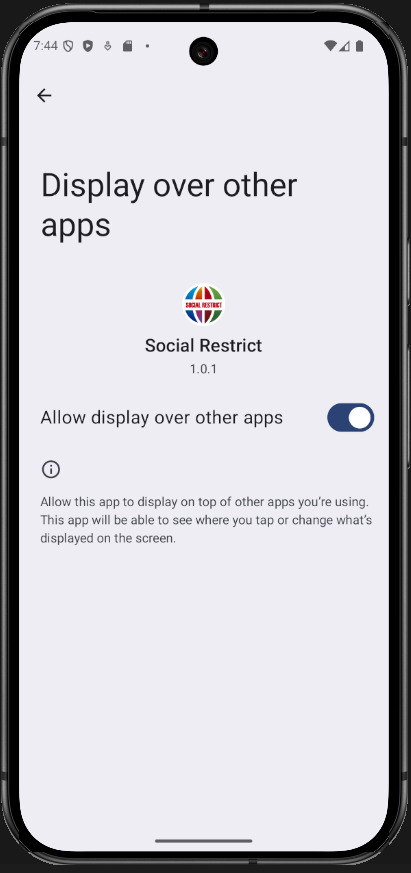 7:44
Display over other
apps
SOCIAL RESTRICT
Social Restrict
1.0.1
Allow display over other apps
Allow this app to display on top of other apps you're using.
This app will be able to see where you tap or change what's
displayed on the screen.